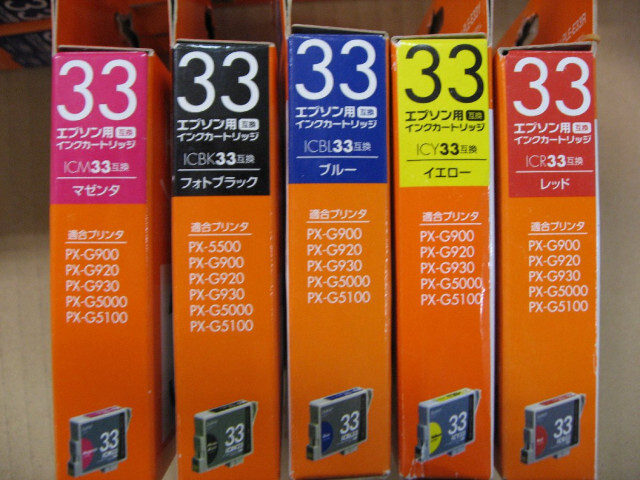 33
エプソン用 互換
インクカートリッジ
ICM33互換
マゼンタ
適合プリンタ
PX-G900
PX-G920
PX-G930
PX-G5000
PX-G5100
33
33
エプソン用 互換
インクカートリッジ
ICBK33互換
フォトブラック
適合プリンタ
PX-5500
PX-G900
PX-G920
PX-G930
PX-G5000
PX-G5100
33
33
エプソン用 互換
インクカートリッジ
ICBL33互換
ブルー
適合プリンタ
PX-G900
PX-G920
PX-G930
PX-G5000
PX-G5100
33
33
エプソン用 互換
インクカートリッジ
ICY33互換
イエロー
適合プリンタ
PX-G900
PX-G920
PX-G930
PX-G5000
PX-G5100
33
33
エプソン用 互換
インクカートリッジ
ICR33互換
レッド
適合プリンタ
PX-G900
PX-G920
PX-G930
PX-G5000
PX-G5100
33